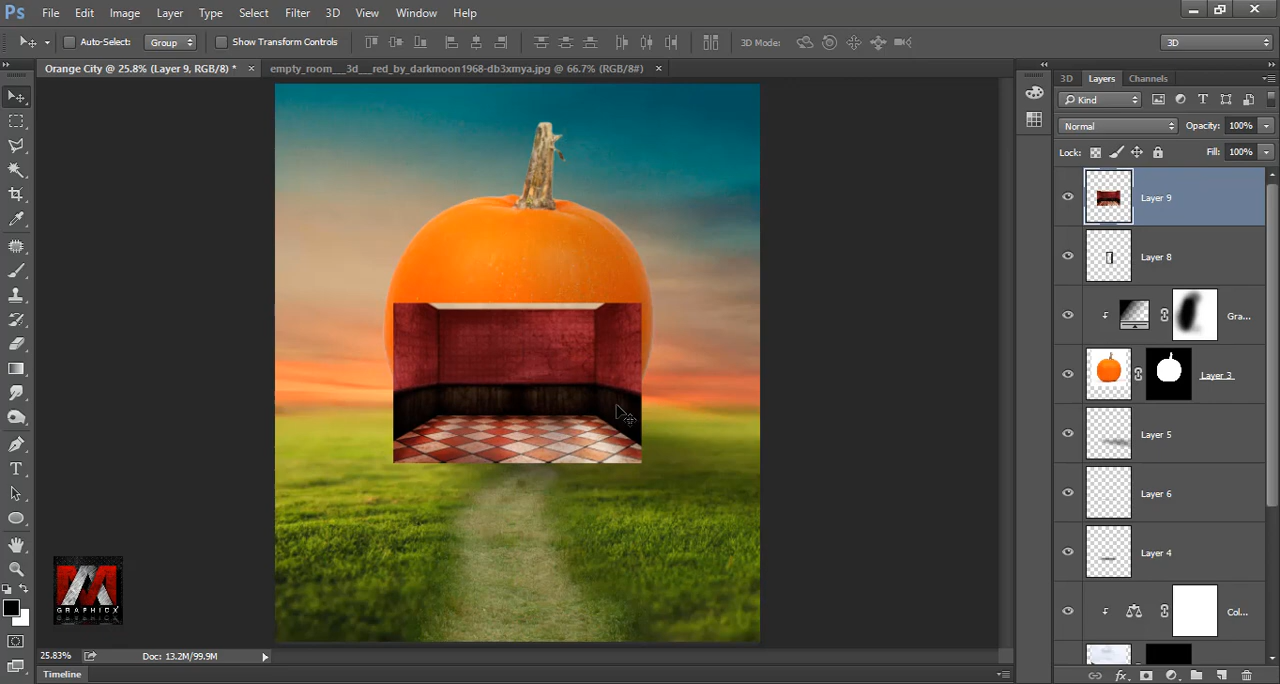 Ps File Edit Image Layer Type Select Filter 3D View Window Help
Auto-Select: Group Show Transform Controls 3D Mode: 3D
Orange City @ 25.8% (Layer 9, RGB/8) * × empty_room___3d___red_by_darkmoon1968-db3xmya.jpg @ 66.7% (RGB/8#) ×
3D Layers Channels
Kind
Normal Opacity: 100%
Lock: Fill: 100%
Layer 9
Layer 8
Gra...
Layer 3
Layer 5
Layer 6
Layer 4
Col...
GRAPHICX
25.83% Doc: 13.2M/99.9M
fx
Timeline